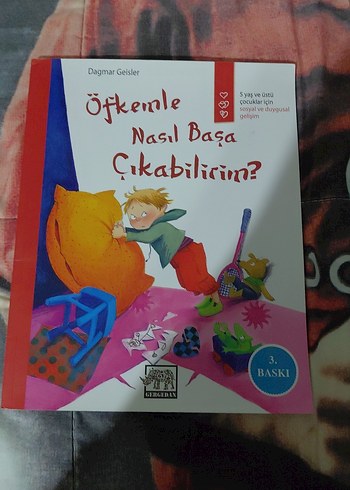 Dagmar Geisler
5 yaş ve üstü
çocuklar için
sosyal ve duygusal
gelişim
Öfkemle
Nasıl Başa
Çıkabilirim?
3.
BASKI
GERGEDAN